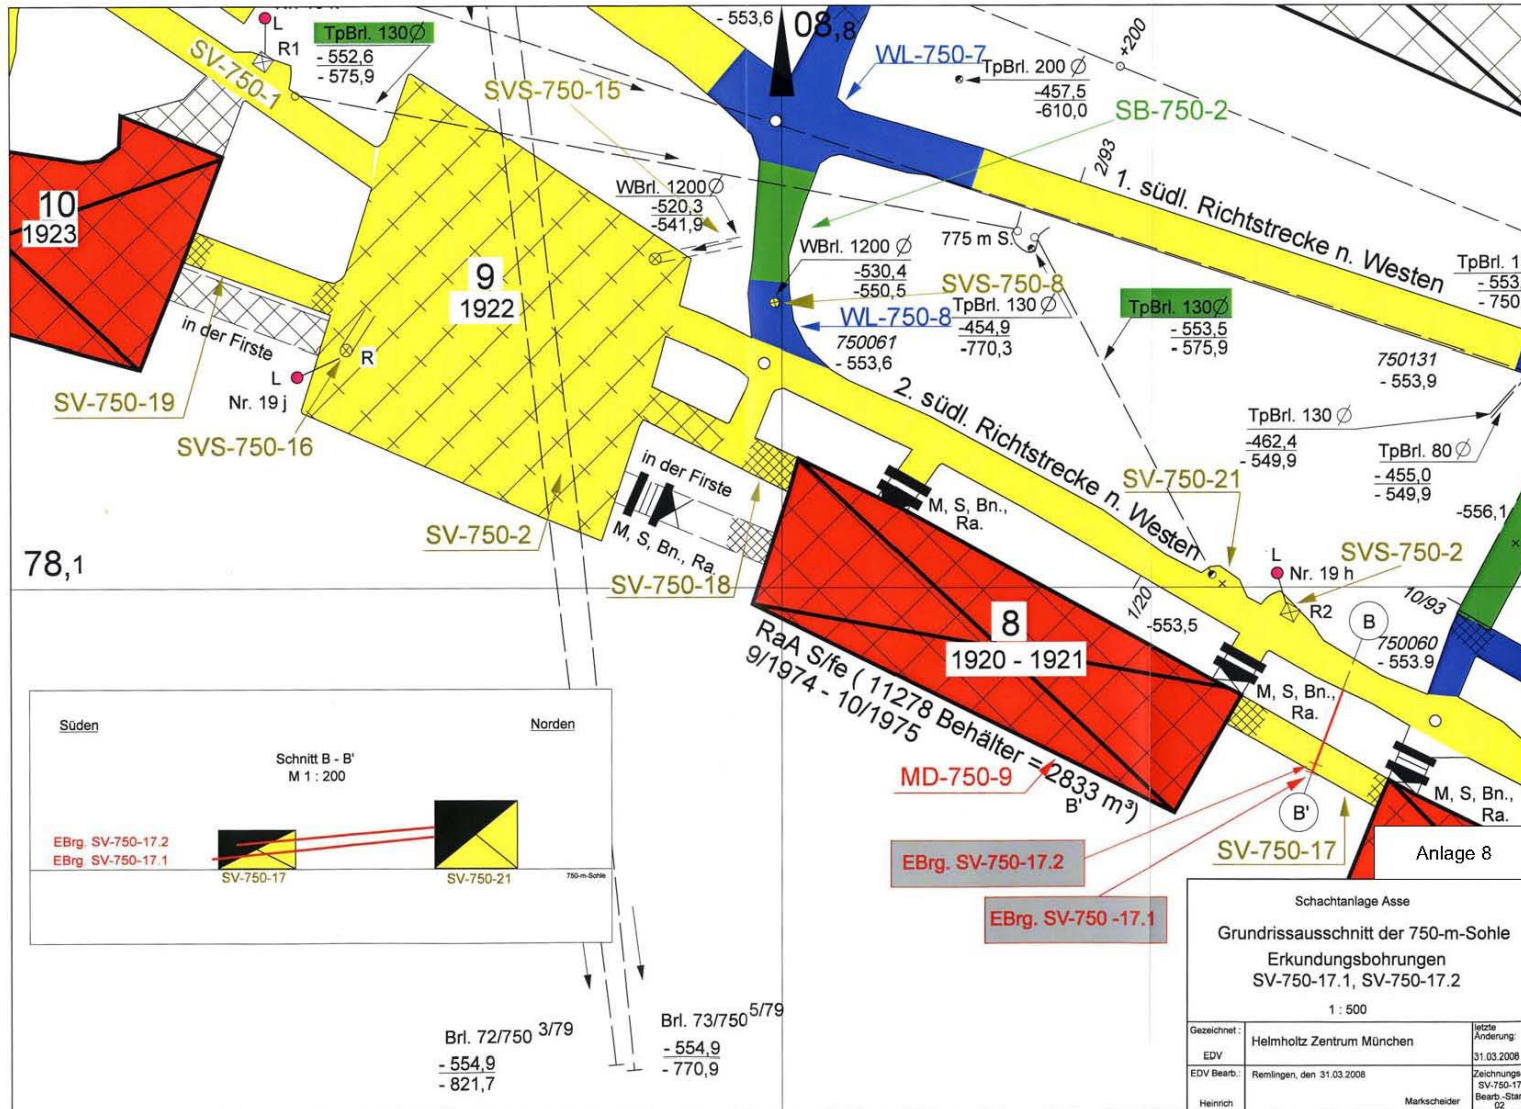 L
R1
TpBrl. 130 ∅
- 552,6
- 575,9
SV-750-1
- 553,6
08,8
WL-750-7
TpBrl. 200 ∅
-457,5
-610,0
+200
SVS-750-15
SB-750-2
2/93
1. südl. Richtstrecke n. Westen
10
1923
WBrl. 1200 ∅
-520,3
-541,9
775 m S.
WBrl. 1200 ∅
-530,4
-550,5
SVS-750-8
9
1922
TpBrl. 130 ∅
-454,9
-770,3
TpBrl. 130 ∅
- 553,5
- 575,9
WL-750-8
750061
- 553,6
in der Firste
750131
- 553,9
R
L
Nr. 19 j
SV-750-19
SVS-750-16
2. südl. Richtstrecke n. Westen
TpBrl. 130 ∅
-462,4
- 549,9
TpBrl. 80 ∅
- 455,0
- 549,9
in der Firste
SV-750-21
M, S, Bn.,
Ra.
-556,1
SV-750-2
M, S, Bn., Ra.
78,1
SV-750-18
L
Nr. 19 h
SVS-750-2
R2
1/20
-553,5
10/93
B
750060
- 553.9
8
1920 - 1921
RaA S/fe ( 11278 Behälter = 2833 m³)
9/1974 - 10/1975
M, S, Bn.,
Ra.
MD-750-9
B'
B'
M, S, Bn.,
Ra.
SV-750-17
EBrg. SV-750-17.2
EBrg. SV-750 -17.1
Süden
Norden
Schnitt B - B'
M 1 : 200
EBrg. SV-750-17.2
EBrg. SV-750-17.1
SV-750-17
SV-750-21
750-m-Sohle
Brl. 72/750 3/79
- 554,9
- 821,7
Brl. 73/750 5/79
- 554,9
- 770,9
Anlage 8
Schachtanlage Asse
Grundrissausschnitt der 750-m-Sohle
Erkundungsbohrungen
SV-750-17.1, SV-750-17.2
1 : 500
Gezeichnet :
EDV
Helmholtz Zentrum München
letzte
Änderung:
31.03.2008
EDV Bearb.:
Heinrich
Remlingen, den 31.03.2008
Markscheider
SV-750-17
02